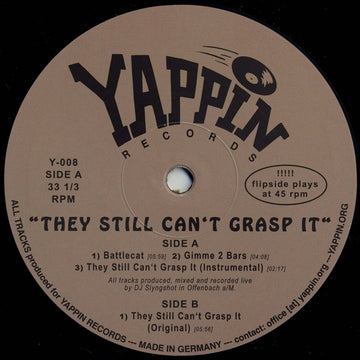 YAPPIN
RECORDS
Y-008
SIDE A
33 1/3
RPM
!!!!!
flipside plays
at 45 rpm
"THEY STILL CAN'T GRASP IT"
SIDE A
1) Battlecat [05:59] 2) Gimme 2 Bars [04:08]
3) They Still Can't Grasp It (Instrumental) [02:17]
All tracks produced, mixed and recorded live
by DJ Slyngshot in Offenbach a/M.
SIDE B
1) They Still Can't Grasp It
(Original) [05:56]
ALL TRACKS produced for YAPPIN RECORDS --- MADE IN GERMANY --- contact: office [at] yappin.org --- YAPPIN.ORG